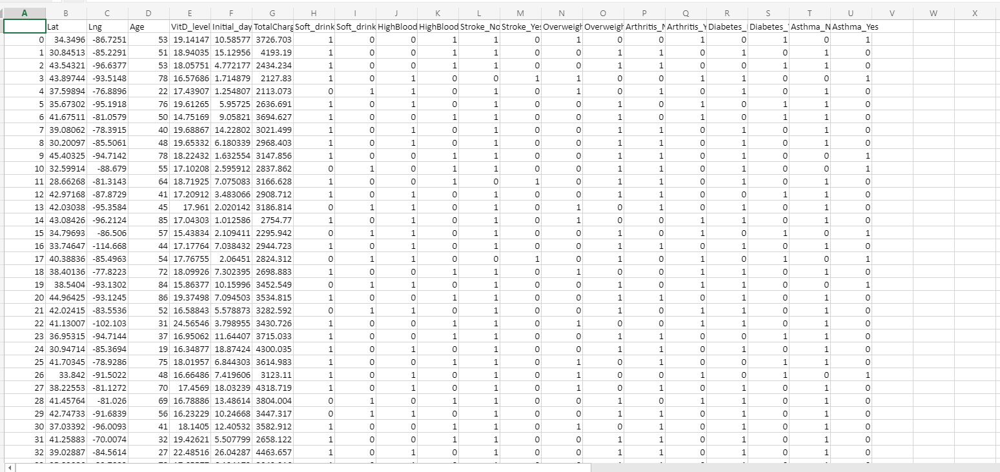 A B C D E F G H I J K L M N O P Q R S T U V W X
Lat Lng Age VitD_level Initial_day TotalCharg Soft_drink Soft_drink HighBlood HighBlood Stroke_No Stroke_Yes Overweigh Overweigh Arthritis_N Arthritis_Y Diabetes_ Diabetes_ Asthma_N Asthma_Yes
0 34.3496 -86.7251 53 19.14147 10.58577 3726.703 1 0 0 1 1 0 1 0 0 1 0 1 0 1
1 30.84513 -85.2291 51 18.94035 15.12956 4193.19 1 0 0 1 1 0 0 1 1 0 1 0 1 0
2 43.54321 -96.6377 53 18.05751 4.772177 2434.234 1 0 0 1 1 0 0 1 1 0 0 1 1 0
3 43.89744 -93.5148 78 16.57686 1.714879 2127.83 1 0 1 0 0 1 1 0 0 1 1 0 0 1
4 37.59894 -76.8896 22 17.43907 1.254807 2113.073 0 1 1 0 1 0 1 0 1 0 1 0 1 0
5 35.67302 -95.1918 76 19.61265 5.95725 2636.691 1 0 1 0 1 0 0 1 0 1 0 1 1 0
6 41.67511 -81.0579 50 14.75169 9.05821 3694.627 1 0 0 1 1 0 0 1 0 1 0 1 1 0
7 39.08062 -78.3915 40 19.68867 14.22802 3021.499 1 0 1 0 1 0 0 1 1 0 1 0 1 0
8 30.20097 -85.5061 48 19.65332 6.180339 2968.403 1 0 1 0 1 0 0 1 1 0 1 0 1 0
9 45.40325 -94.7142 78 18.22432 1.632554 3147.856 1 0 0 1 1 0 0 1 1 0 1 0 0 1
10 32.59914 -88.679 55 17.10208 2.595912 2837.862 0 1 0 1 1 0 0 1 1 0 1 0 0 1
11 28.66268 -81.3143 64 18.71925 7.075083 3166.628 1 0 0 1 0 1 0 1 1 0 1 0 1 0
12 42.97168 -87.8729 41 17.20912 3.483066 2908.712 1 0 1 0 1 0 0 1 1 0 0 1 1 0
13 42.03038 -95.3584 45 17.961 2.020142 3186.814 0 1 1 0 1 0 1 0 1 0 1 0 1 0
14 43.08426 -96.2124 85 17.04303 1.012586 2754.77 1 0 1 0 1 0 1 0 0 1 1 0 1 0
15 34.79693 -86.506 57 15.43834 2.109411 2295.942 0 1 1 0 1 0 0 1 0 1 0 1 0 1
16 33.74647 -114.668 44 17.17764 7.038432 2944.723 1 0 1 0 1 0 0 1 1 0 1 0 1 0
17 40.38836 -85.4963 54 17.76755 2.06451 2824.312 0 1 1 0 0 1 0 1 0 1 0 1 0 1
18 38.40136 -77.8223 72 18.09926 7.302395 2698.883 1 0 0 1 1 0 1 0 0 1 1 0 1 0
19 38.5404 -93.1302 84 15.86377 10.15996 3452.549 0 1 1 0 1 0 0 1 0 1 1 0 0 1
20 44.96425 -93.1245 86 19.37498 7.094503 3534.815 1 0 0 1 1 0 0 1 1 0 1 0 1 0
21 42.02415 -83.5536 52 16.58843 5.578873 3282.592 0 1 1 0 1 0 0 1 0 1 1 0 1 0
22 41.13007 -102.103 31 24.56546 3.798955 3430.726 1 0 0 1 1 0 1 0 0 1 1 0 1 0
23 36.95315 -94.7144 37 16.95062 11.64407 3715.033 1 0 0 1 1 0 0 1 1 0 0 1 1 0
24 30.94714 -85.3694 19 16.34877 18.87424 4300.035 1 0 1 0 1 0 0 1 1 0 1 0 1 0
25 41.70345 -78.9286 75 18.01957 6.844303 3614.983 1 0 0 1 1 0 1 0 1 0 0 1 1 0
26 33.842 -91.5022 48 16.66486 7.419606 3123.11 1 0 1 0 1 0 1 0 0 1 0 1 0 1
27 38.22553 -81.1272 70 17.4569 18.03239 4318.719 1 0 1 0 1 0 1 0 1 0 1 0 1 0
28 41.45764 -81.026 69 16.78886 13.48614 3804.004 0 1 0 1 1 0 0 1 0 1 1 0 1 0
29 42.74733 -91.6839 56 16.23229 10.24668 3447.317 0 1 1 0 1 0 0 1 1 0 1 0 1 0
30 37.03392 -96.0093 41 18.1405 12.40532 3582.912 1 0 0 1 1 0 1 0 1 0 1 0 1 0
31 41.25883 -70.0074 32 19.42621 5.507799 2658.122 1 0 0 1 1 0 0 1 1 0 1 0 1 0
32 39.02887 -84.5614 27 22.48516 26.04287 4463.657 1 0 1 0 1 0 0 1 1 0 1 0 1 0